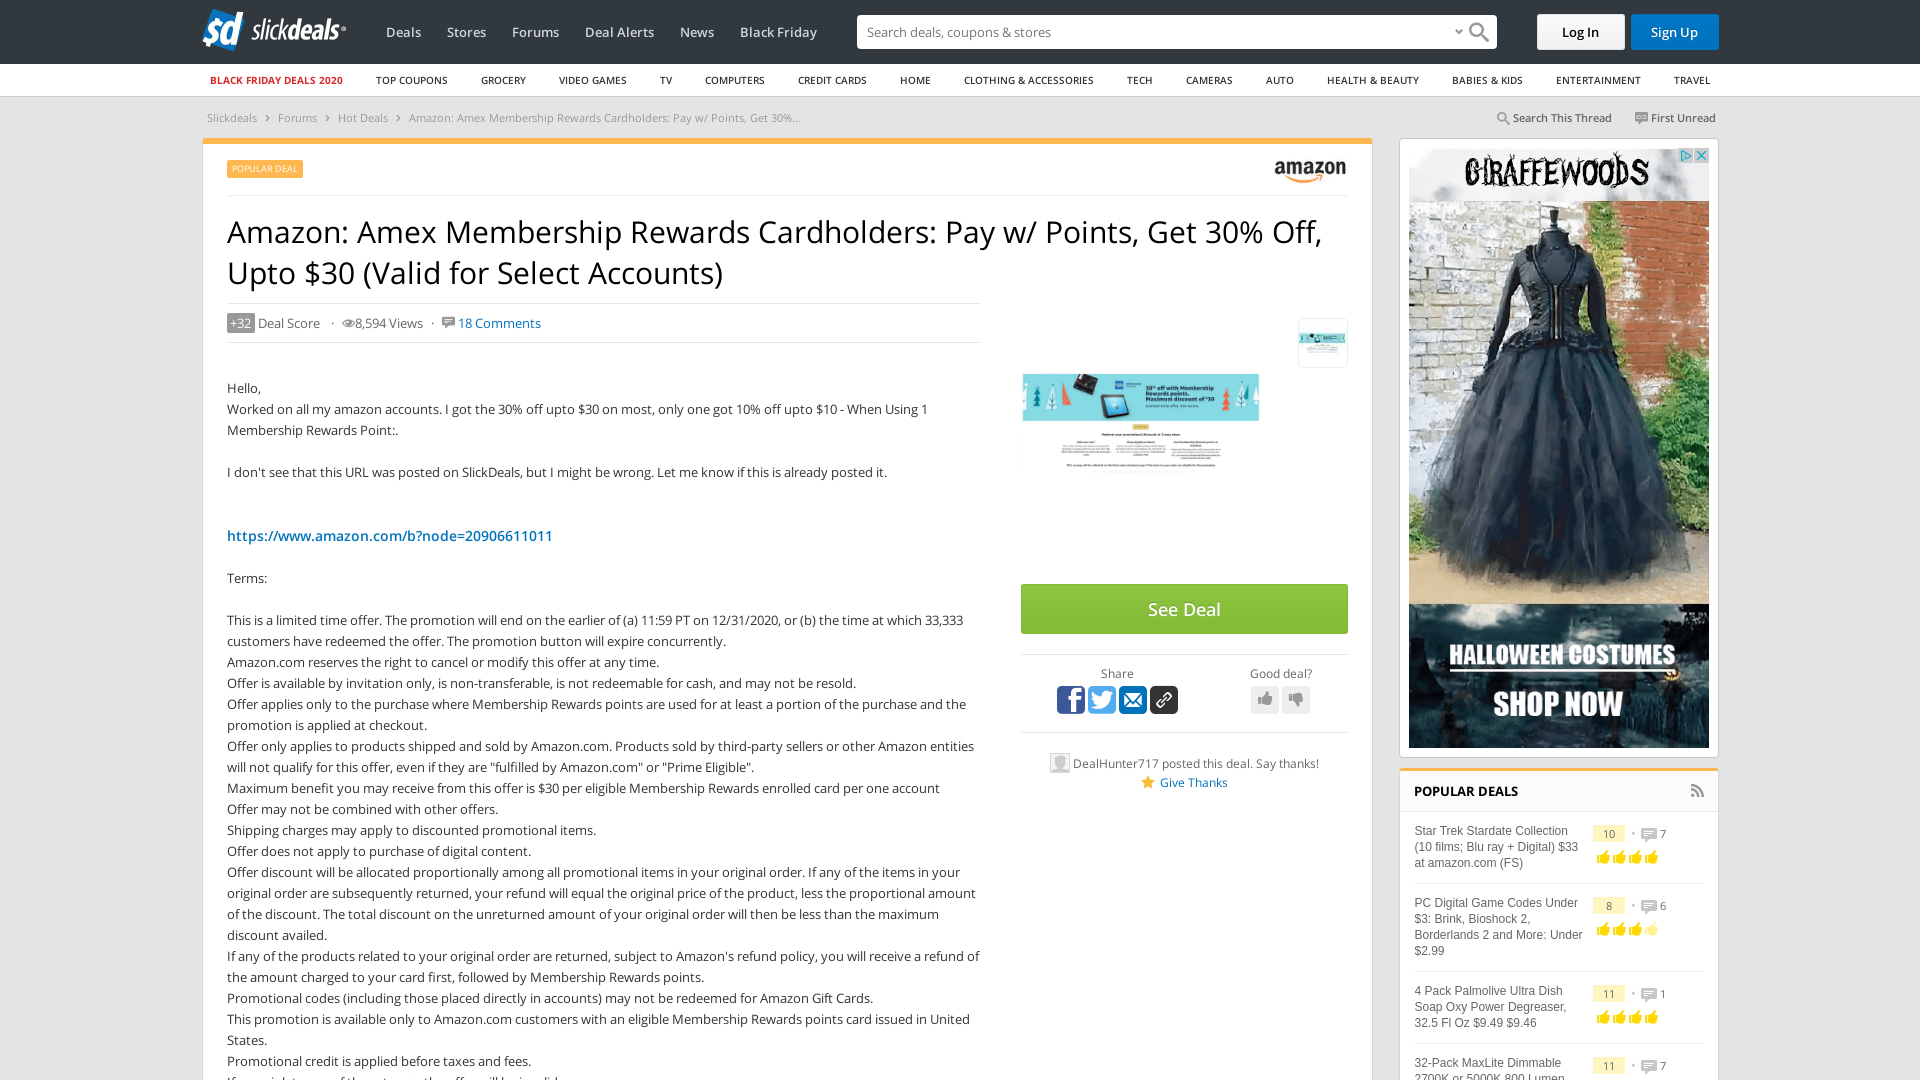 sd slickdeals
Deals Stores Forums Deal Alerts News Black Friday
Search deals, coupons & stores
Log In Sign Up
BLACK FRIDAY DEALS 2020 TOP COUPONS GROCERY VIDEO GAMES TV COMPUTERS CREDIT CARDS HOME CLOTHING & ACCESSORIES TECH CAMERAS AUTO HEALTH & BEAUTY BABIES & KIDS ENTERTAINMENT TRAVEL
Slickdeals › Forums › Hot Deals › Amazon: Amex Membership Rewards Cardholders: Pay w/ Points, Get 30%...
Search This Thread First Unread
POPULAR DEAL
amazon
Amazon: Amex Membership Rewards Cardholders: Pay w/ Points, Get 30% Off,
Upto $30 (Valid for Select Accounts)
+32 Deal Score · 8,594 Views · 18 Comments
Hello,
Worked on all my amazon accounts. I got the 30% off upto $30 on most, only one got 10% off upto $10 - When Using 1
Membership Rewards Point:.
I don't see that this URL was posted on SlickDeals, but I might be wrong. Let me know if this is already posted it.
https://www.amazon.com/b?node=20906611011
Terms:
This is a limited time offer. The promotion will end on the earlier of (a) 11:59 PT on 12/31/2020, or (b) the time at which 33,333
customers have redeemed the offer. The promotion button will expire concurrently.
Amazon.com reserves the right to cancel or modify this offer at any time.
Offer is available by invitation only, is non-transferable, is not redeemable for cash, and may not be resold.
Offer applies only to the purchase where Membership Rewards points are used for at least a portion of the purchase and the
promotion is applied at checkout.
Offer only applies to products shipped and sold by Amazon.com. Products sold by third-party sellers or other Amazon entities
will not qualify for this offer, even if they are "fulfilled by Amazon.com" or "Prime Eligible".
Maximum benefit you may receive from this offer is $30 per eligible Membership Rewards enrolled card per one account
Offer may not be combined with other offers.
Shipping charges may apply to discounted promotional items.
Offer does not apply to purchase of digital content.
Offer discount will be allocated proportionally among all promotional items in your original order. If any of the items in your
original order are subsequently returned, your refund will equal the original price of the product, less the proportional amount
of the discount. The total discount on the unreturned amount of your original order will then be less than the maximum
discount availed.
If any of the products related to your original order are returned, subject to Amazon's refund policy, you will receive a refund of
the amount charged to your card first, followed by Membership Rewards points.
Promotional codes (including those placed directly in accounts) may not be redeemed for Amazon Gift Cards.
This promotion is available only to Amazon.com customers with an eligible Membership Rewards points card issued in United
States.
Promotional credit is applied before taxes and fees.
30% off with Membership
Rewards points.
Maximum discount of $30
See Deal
Share
Good deal?
DealHunter717 posted this deal. Say thanks!
Give Thanks
GIRAFFEWOODS
HALLOWEEN COSTUMES
SHOP NOW
POPULAR DEALS
Star Trek Stardate Collection
(10 films; Blu ray + Digital) $33
at amazon.com (FS)
10 • 7
PC Digital Game Codes Under
$3: Brink, Bioshock 2,
Borderlands 2 and More: Under
$2.99
8 • 6
4 Pack Palmolive Ultra Dish
Soap Oxy Power Degreaser,
32.5 Fl Oz $9.49 $9.46
11 • 1
32-Pack MaxLite Dimmable
2700K or 5000K 800 Lumen
11 • 7